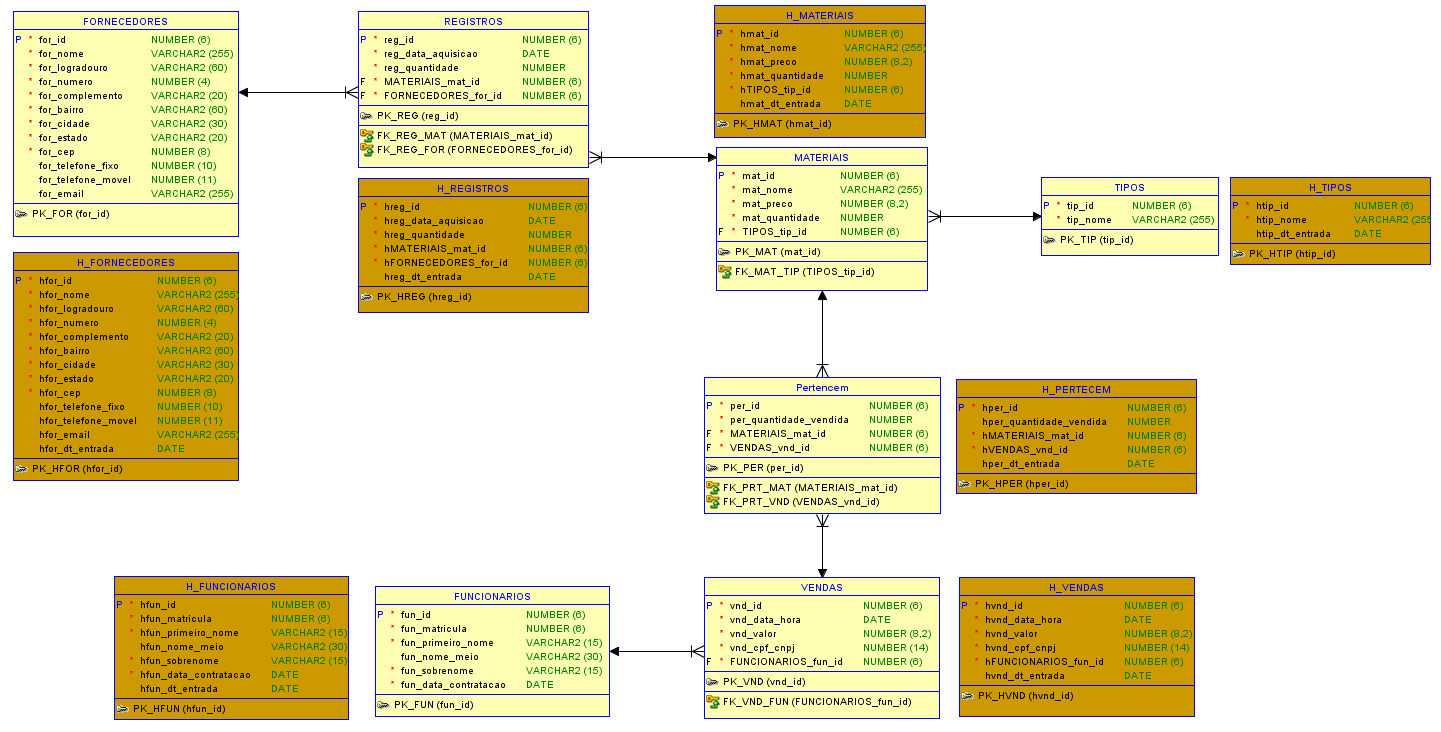 FORNECEDORES
P * for_id NUMBER (6)
* for_nome VARCHAR2 (255)
* for_logradouro VARCHAR2 (60)
* for_numero NUMBER (4)
* for_complemento VARCHAR2 (20)
* for_bairro VARCHAR2 (60)
* for_cidade VARCHAR2 (30)
* for_estado VARCHAR2 (20)
* for_cep NUMBER (8)
for_telefone_fixo NUMBER (10)
for_telefone_movel NUMBER (11)
for_email VARCHAR2 (255)
PK_FOR (for_id)
REGISTROS
P * reg_id NUMBER (6)
* reg_data_aquisicao DATE
* reg_quantidade NUMBER
F * MATERIAIS_mat_id NUMBER (6)
F * FORNECEDORES_for_id NUMBER (6)
PK_REG (reg_id)
FK_REG_MAT (MATERIAIS_mat_id)
FK_REG_FOR (FORNECEDORES_for_id)
H_MATERIAIS
P * hmat_id NUMBER (6)
* hmat_nome VARCHAR2 (255)
* hmat_preco NUMBER (8,2)
* hmat_quantidade NUMBER
* hTIPOS_tip_id NUMBER (6)
hmat_dt_entrada DATE
PK_HMAT (hmat_id)
MATERIAIS
P * mat_id NUMBER (6)
* mat_nome VARCHAR2 (255)
* mat_preco NUMBER (8,2)
* mat_quantidade NUMBER
F * TIPOS_tip_id NUMBER (6)
PK_MAT (mat_id)
FK_MAT_TIP (TIPOS_tip_id)
TIPOS
P * tip_id NUMBER (6)
* tip_nome VARCHAR2 (255)
PK_TIP (tip_id)
H_TIPOS
P * htip_id NUMBER (6)
* htip_nome VARCHAR2 (255
htip_dt_entrada DATE
PK_HTIP (htip_id)
H_REGISTROS
P * hreg_id NUMBER (6)
* hreg_data_aquisicao DATE
* hreg_quantidade NUMBER
* hMATERIAIS_mat_id NUMBER (6)
* hFORNECEDORES_for_id NUMBER (6)
hreg_dt_entrada DATE
PK_HREG (hreg_id)
H_FORNECEDORES
P * hfor_id NUMBER (6)
* hfor_nome VARCHAR2 (255)
* hfor_logradouro VARCHAR2 (60)
* hfor_numero NUMBER (4)
* hfor_complemento VARCHAR2 (20)
* hfor_bairro VARCHAR2 (60)
* hfor_cidade VARCHAR2 (30)
* hfor_estado VARCHAR2 (20)
* hfor_cep NUMBER (8)
hfor_telefone_fixo NUMBER (10)
hfor_telefone_movel NUMBER (11)
hfor_email VARCHAR2 (255)
hfor_dt_entrada DATE
PK_HFOR (hfor_id)
Pertencem
P * per_id NUMBER (6)
* per_quantidade_vendida NUMBER
F * MATERIAIS_mat_id NUMBER (6)
F * VENDAS_vnd_id NUMBER (6)
PK_PER (per_id)
FK_PRT_MAT (MATERIAIS_mat_id)
FK_PRT_VND (VENDAS_vnd_id)
H_PERTECEM
P * hper_id NUMBER (6)
hper_quantidade_vendida NUMBER
* hMATERIAIS_mat_id NUMBER (6)
* hVENDAS_vnd_id NUMBER (6)
hper_dt_entrada DATE
PK_HPER (hper_id)
H_FUNCIONARIOS
P * hfun_id NUMBER (6)
* hfun_matricula NUMBER (6)
* hfun_primeiro_nome VARCHAR2 (15)
hfun_nome_meio VARCHAR2 (30)
* hfun_sobrenome VARCHAR2 (15)
* hfun_data_contratacao DATE
hfun_dt_entrada DATE
PK_HFUN (hfun_id)
FUNCIONARIOS
P * fun_id NUMBER (6)
* fun_matricula NUMBER (6)
* fun_primeiro_nome VARCHAR2 (15)
fun_nome_meio VARCHAR2 (30)
* fun_sobrenome VARCHAR2 (15)
* fun_data_contratacao DATE
PK_FUN (fun_id)
VENDAS
P * vnd_id NUMBER (6)
* vnd_data_hora DATE
* vnd_valor NUMBER (8,2)
* vnd_cpf_cnpj NUMBER (14)
F * FUNCIONARIOS_fun_id NUMBER (6)
PK_VND (vnd_id)
FK_VND_FUN (FUNCIONARIOS_fun_id)
H_VENDAS
P * hvnd_id NUMBER (6)
* hvnd_data_hora DATE
* hvnd_valor NUMBER (8,2)
* hvnd_cpf_cnpj NUMBER (14)
* hFUNCIONARIOS_fun_id NUMBER (6)
hvnd_dt_entrada DATE
PK_HVND (hvnd_id)